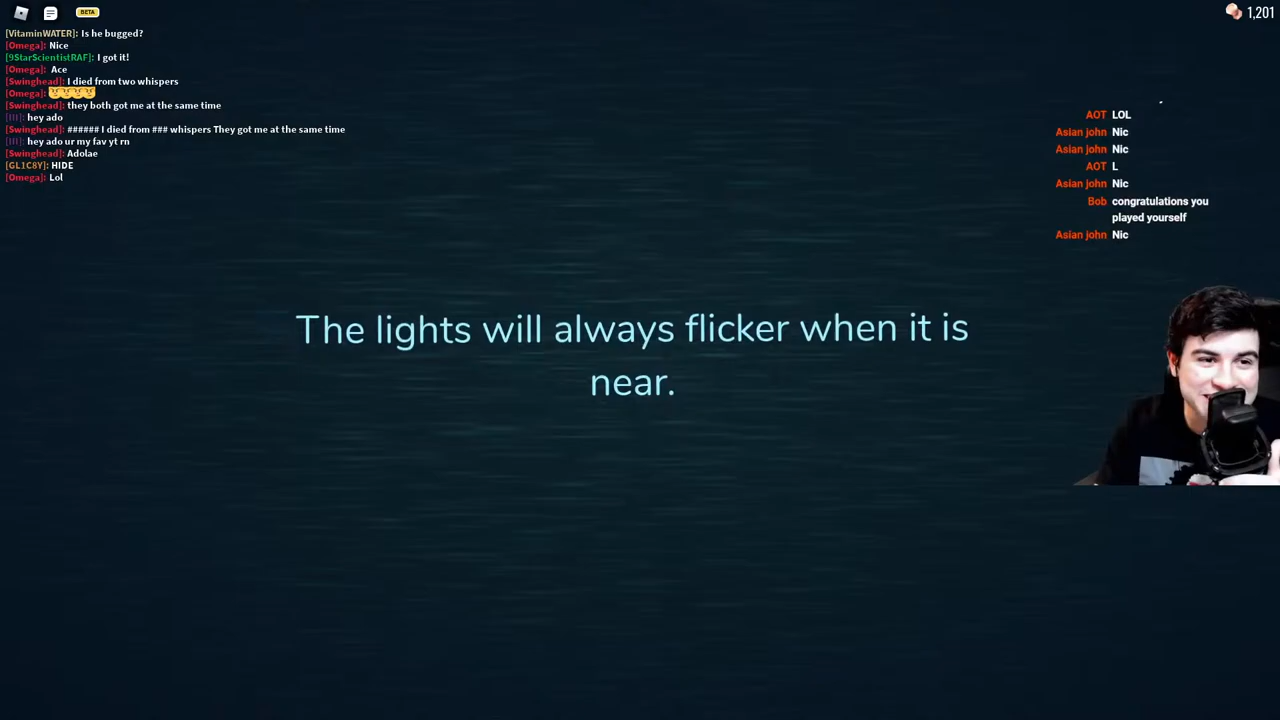 BETA
1,201
[VitaminWATER]: Is he bugged?
[Omega]: Nice
[9StarScientistRAF]: I got it!
[Omega]: Ace
[Swinghead]: I died from two whispers
[Omega]:
[Swinghead]: they both got me at the same time
[III]: hey ado
[Swinghead]: ###### I died from ### whispers They got me at the same time
[III]: hey ado ur my fav yt rn
[Swinghead]: Adolae
[GL1C8Y]: HIDE
[Omega]: Lol
AOT LOL
Asian john Nic
Asian john Nic
AOT L
Asian john Nic
Bob congratulations you
played yourself
Asian john Nic
The lights will always flicker when it is
near.